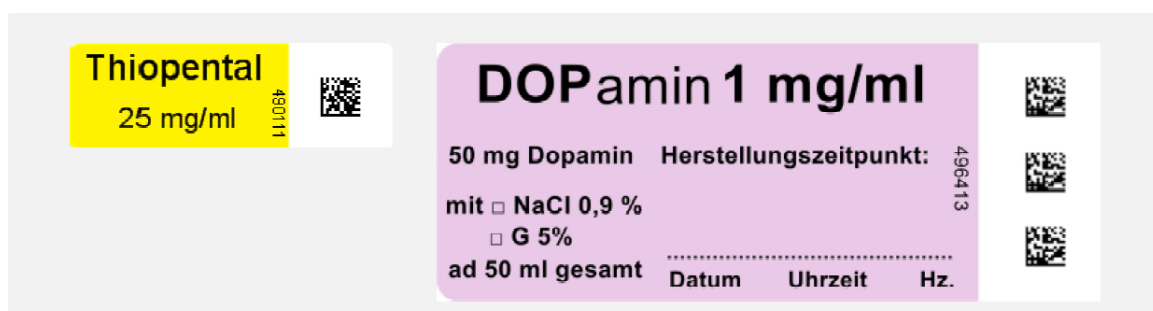 Thiopental
25 mg/ml
480111
DOPamin 1 mg/ml
50 mg Dopamin Herstellungszeitpunkt:
mit □ NaCl 0,9 %
□ G 5%
ad 50 ml gesamt
Datum Uhrzeit Hz.
496413